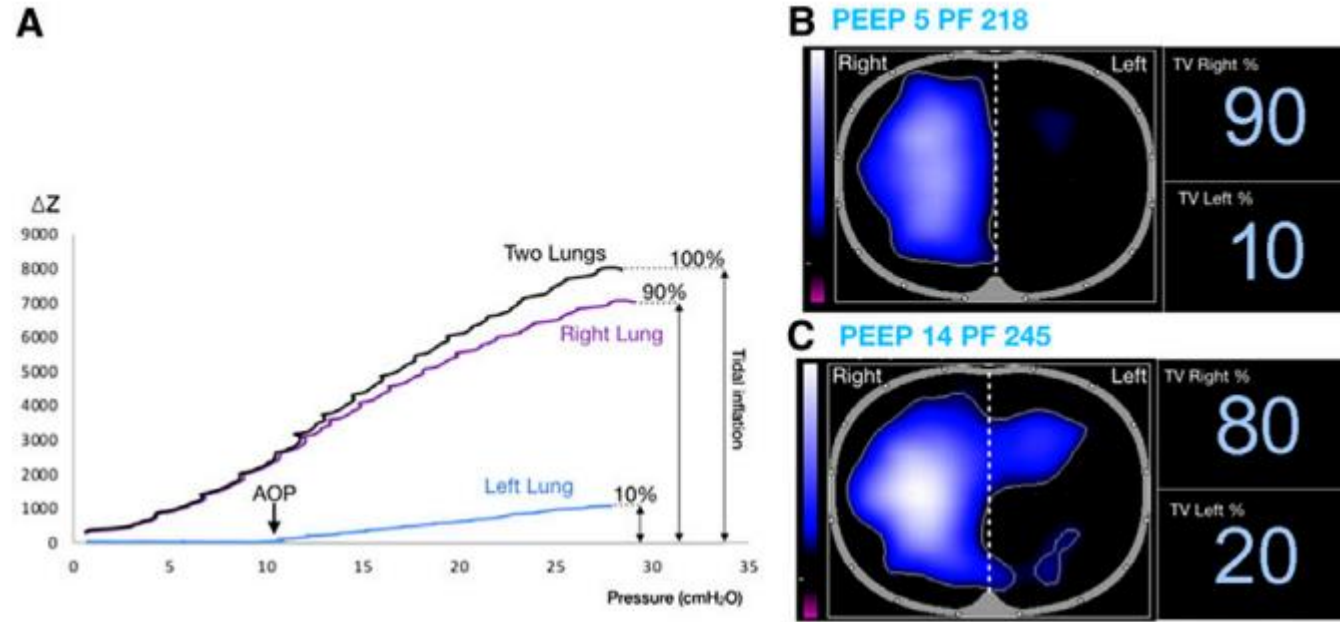 A
ΔZ
9000
8000
7000
6000
5000
4000
3000
2000
1000
0
0 5 10 15 20 25 30 35
Pressure (cmH₂O)
Two Lungs
100%
90%
Right Lung
Tidal inflation
AOP
Left Lung
10%
B PEEP 5 PF 218
Right Left
TV Right %
90
TV Left %
10
C PEEP 14 PF 245
Right Left
TV Right %
80
TV Left %
20